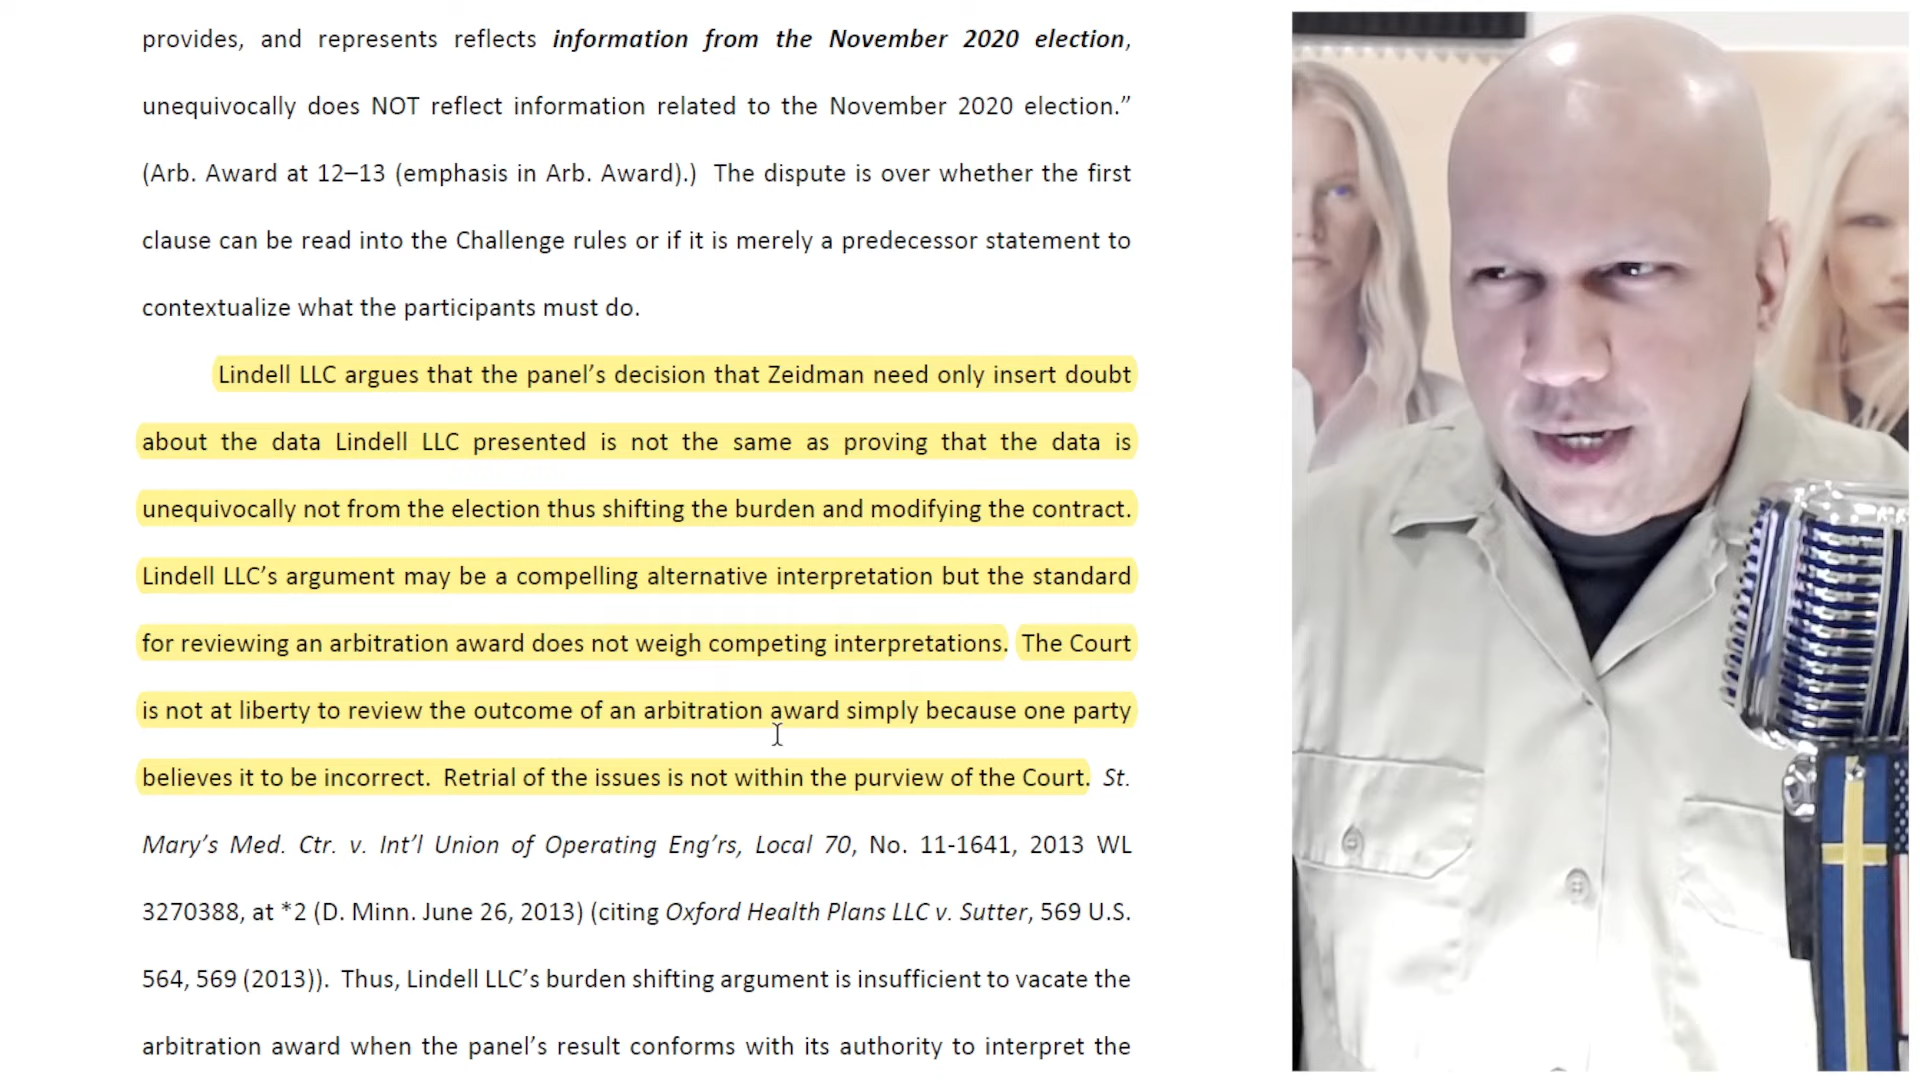 provides, and represents reflects information from the November 2020 election,
unequivocally does NOT reflect information related to the November 2020 election.”
(Arb. Award at 12–13 (emphasis in Arb. Award).) The dispute is over whether the first
clause can be read into the Challenge rules or if it is merely a predecessor statement to
contextualize what the participants must do.
Lindell LLC argues that the panel’s decision that Zeidman need only insert doubt
about the data Lindell LLC presented is not the same as proving that the data is
unequivocally not from the election thus shifting the burden and modifying the contract.
Lindell LLC’s argument may be a compelling alternative interpretation but the standard
for reviewing an arbitration award does not weigh competing interpretations. The Court
is not at liberty to review the outcome of an arbitration award simply because one party
believes it to be incorrect. Retrial of the issues is not within the purview of the Court. St.
Mary’s Med. Ctr. v. Int’l Union of Operating Eng’rs, Local 70, No. 11-1641, 2013 WL
3270388, at *2 (D. Minn. June 26, 2013) (citing Oxford Health Plans LLC v. Sutter, 569 U.S.
564, 569 (2013)). Thus, Lindell LLC’s burden shifting argument is insufficient to vacate the
arbitration award when the panel’s result conforms with its authority to interpret the